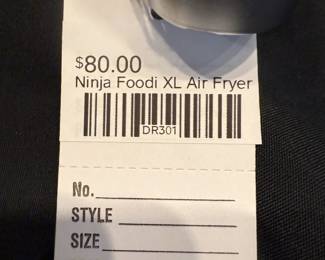 $80.00
Ninja Foodi XL Air Fryer
DR301
No.
STYLE
SIZE